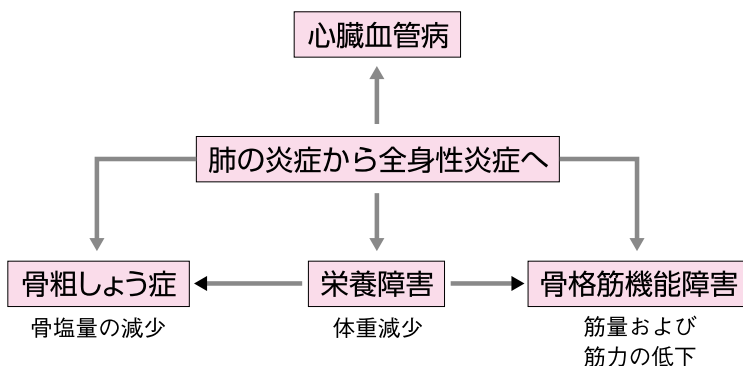 心臓血管病
肺の炎症から全身性炎症へ
骨粗しょう症
骨塩量の減少
栄養障害
体重減少
骨格筋機能障害
筋量および
筋力の低下